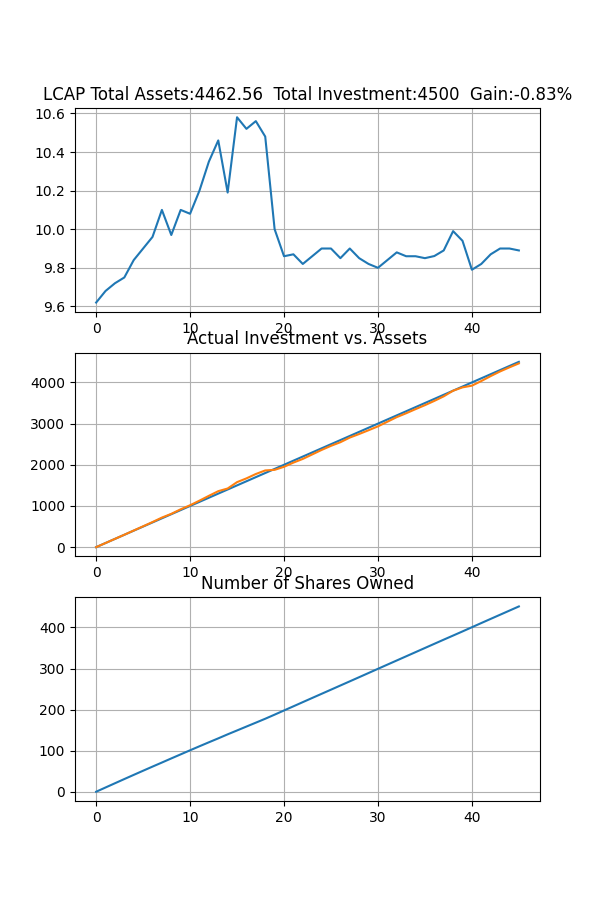 LCAP Total Assets:4462.56  Total Investment:4500  Gain:-0.83%
10.6
10.4
10.2
10.0
9.8
9.6
0 10 20 30 40
Actual Investment vs. Assets
4000
3000
2000
1000
0
0 10 20 30 40
Number of Shares Owned
400
300
200
100
0
0 10 20 30 40